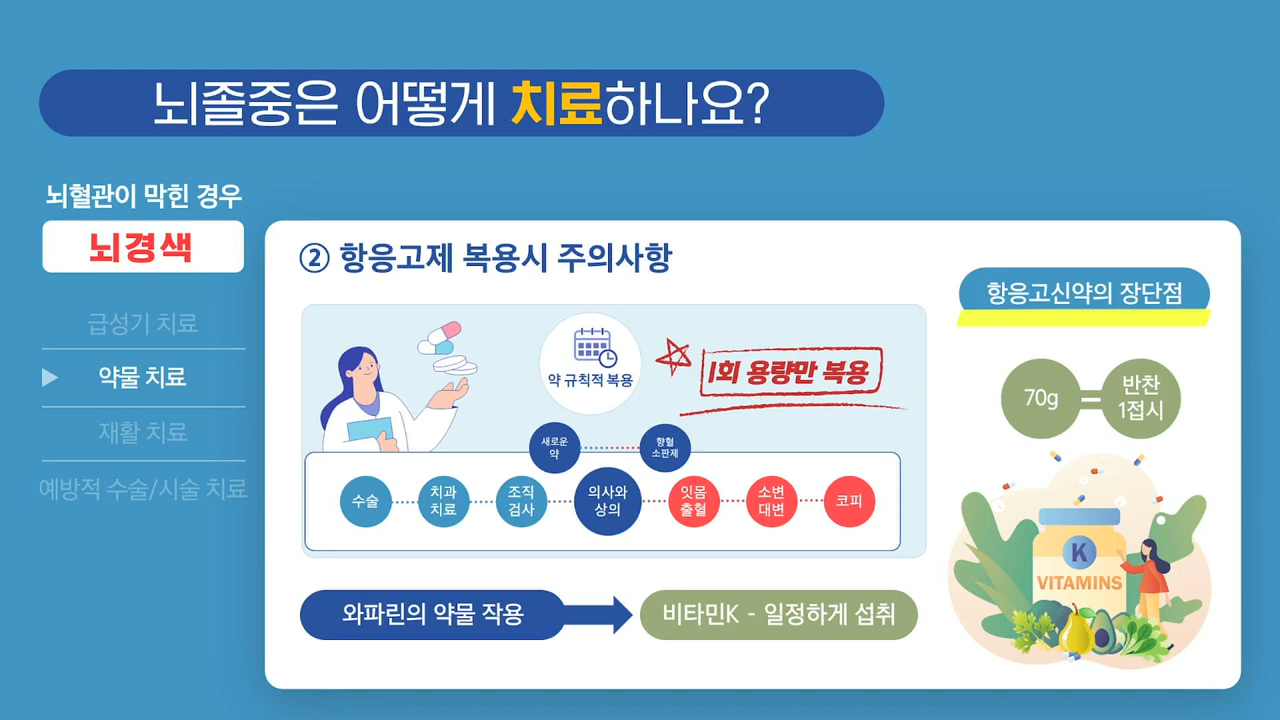 뇌졸중은 어떻게 치료하나요?
뇌혈관이 막힌 경우
뇌경색
급성기 치료
약물 치료
재활 치료
예방적 수술/시술 치료
② 항응고제 복용시 주의사항
약 규칙적 복용
1회 용량만 복용
새로운
약
향혈
소판제
수술
치과
치료
조직
검사
의사와
상의
잇몸
출혈
소변
대변
코피
와파린의 약물 작용
비타민K - 일정하게 섭취
항응고신약의 장단점
70g
=
반찬
1접시
K
VITAMINS